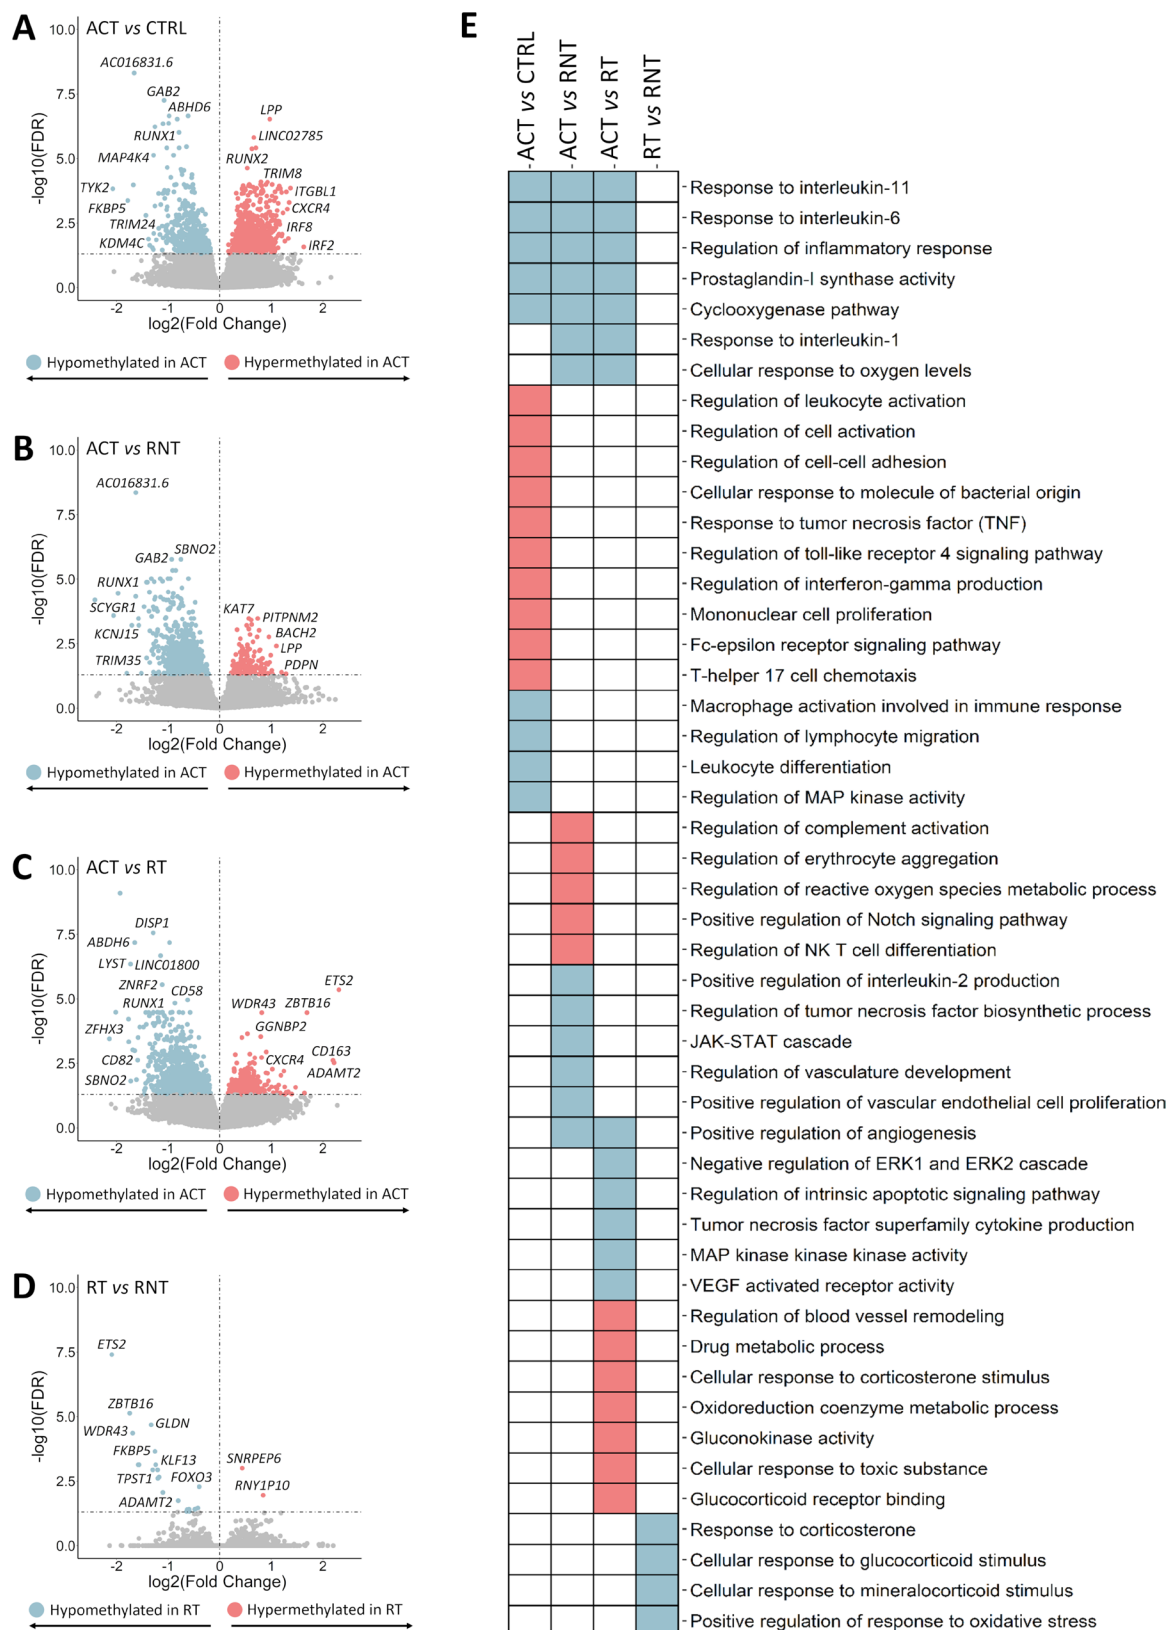 A
ACT vs CTRL
10.0
7.5
5.0
2.5
0.0
-log10(FDR)
AC016831.6
GAB2
ABHD6
LPP
RUNX1
LINC02785
MAP4K4
RUNX2
TRIM8
TYK2
ITGBL1
FKBP5
CXCR4
TRIM24
IRF8
KDM4C
IRF2
-2 -1 0 1 2
log2(Fold Change)
Hypomethylated in ACT
Hypermethylated in ACT
B
ACT vs RNT
10.0
7.5
5.0
2.5
0.0
-log10(FDR)
AC016831.6
GAB2
SBNO2
RUNX1
SCYGR1
KAT7
PITPNM2
KCNJ15
BACH2
LPP
TRIM35
PDPN
-2 -1 0 1 2
log2(Fold Change)
Hypomethylated in ACT
Hypermethylated in ACT
C
ACT vs RT
10.0
7.5
5.0
2.5
0.0
-log10(FDR)
DISP1
ABDH6
LYST
LINC01800
ZNRF2
CD58
ETS2
RUNX1
WDR43
ZBTB16
ZFHX3
GGNBP2
CD82
CXCR4
CD163
SBNO2
ADAMT2
-2 -1 0 1 2
log2(Fold Change)
Hypomethylated in ACT
Hypermethylated in ACT
D
RT vs RNT
10.0
7.5
5.0
2.5
0.0
-log10(FDR)
ETS2
ZBTB16
GLDN
WDR43
FKBP5
KLF13
SNRPEP6
TPST1
FOXO3
RNY1P10
ADAMT2
-2 -1 0 1 2
log2(Fold Change)
Hypomethylated in RT
Hypermethylated in RT
E
ACT vs CTRL
ACT vs RNT
ACT vs RT
RT vs RNT
Response to interleukin-11
Response to interleukin-6
Regulation of inflammatory response
Prostaglandin-I synthase activity
Cyclooxygenase pathway
Response to interleukin-1
Cellular response to oxygen levels
Regulation of leukocyte activation
Regulation of cell activation
Regulation of cell-cell adhesion
Cellular response to molecule of bacterial origin
Response to tumor necrosis factor (TNF)
Regulation of toll-like receptor 4 signaling pathway
Regulation of interferon-gamma production
Mononuclear cell proliferation
Fc-epsilon receptor signaling pathway
T-helper 17 cell chemotaxis
Macrophage activation involved in immune response
Regulation of lymphocyte migration
Leukocyte differentiation
Regulation of MAP kinase activity
Regulation of complement activation
Regulation of erythrocyte aggregation
Regulation of reactive oxygen species metabolic process
Positive regulation of Notch signaling pathway
Regulation of NK T cell differentiation
Positive regulation of interleukin-2 production
Regulation of tumor necrosis factor biosynthetic process
JAK-STAT cascade
Regulation of vasculature development
Positive regulation of vascular endothelial cell proliferation
Positive regulation of angiogenesis
Negative regulation of ERK1 and ERK2 cascade
Regulation of intrinsic apoptotic signaling pathway
Tumor necrosis factor superfamily cytokine production
MAP kinase kinase kinase activity
VEGF activated receptor activity
Regulation of blood vessel remodeling
Drug metabolic process
Cellular response to corticosterone stimulus
Oxidoreduction coenzyme metabolic process
Gluconokinase activity
Cellular response to toxic substance
Glucocorticoid receptor binding
Response to corticosterone
Cellular response to glucocorticoid stimulus
Cellular response to mineralocorticoid stimulus
Positive regulation of response to oxidative stress